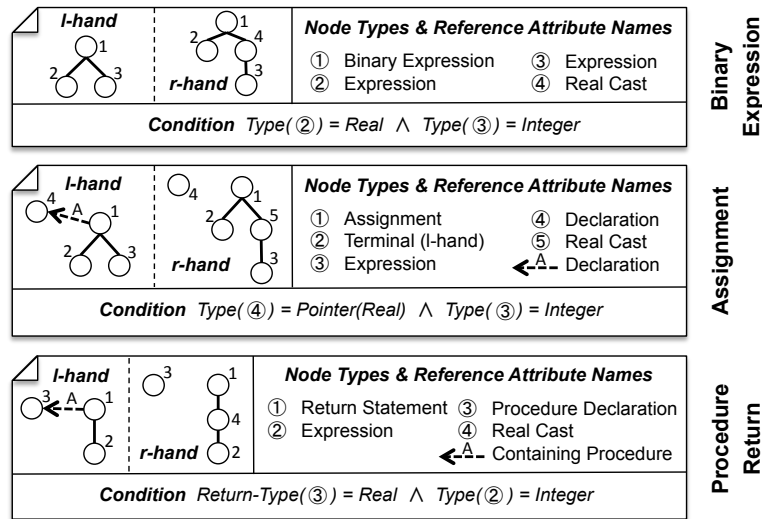 l-hand
1
2
3
1
2
4
3
r-hand
Node Types & Reference Attribute Names
① Binary Expression ③ Expression
② Expression ④ Real Cast
Condition Type(②) = Real ∧ Type(③) = Integer
Binary
Expression
l-hand
4
A
1
2
3
4
1
2
5
3
r-hand
Node Types & Reference Attribute Names
① Assignment ④ Declaration
② Terminal (l-hand) ⑤ Real Cast
③ Expression A Declaration
Condition Type(④) = Pointer(Real) ∧ Type(③) = Integer
Assignment
l-hand
3
A
1
2
3
1
4
2
r-hand
Node Types & Reference Attribute Names
① Return Statement ③ Procedure Declaration
② Expression ④ Real Cast
A Containing Procedure
Condition Return-Type(③) = Real ∧ Type(②) = Integer
Procedure
Return